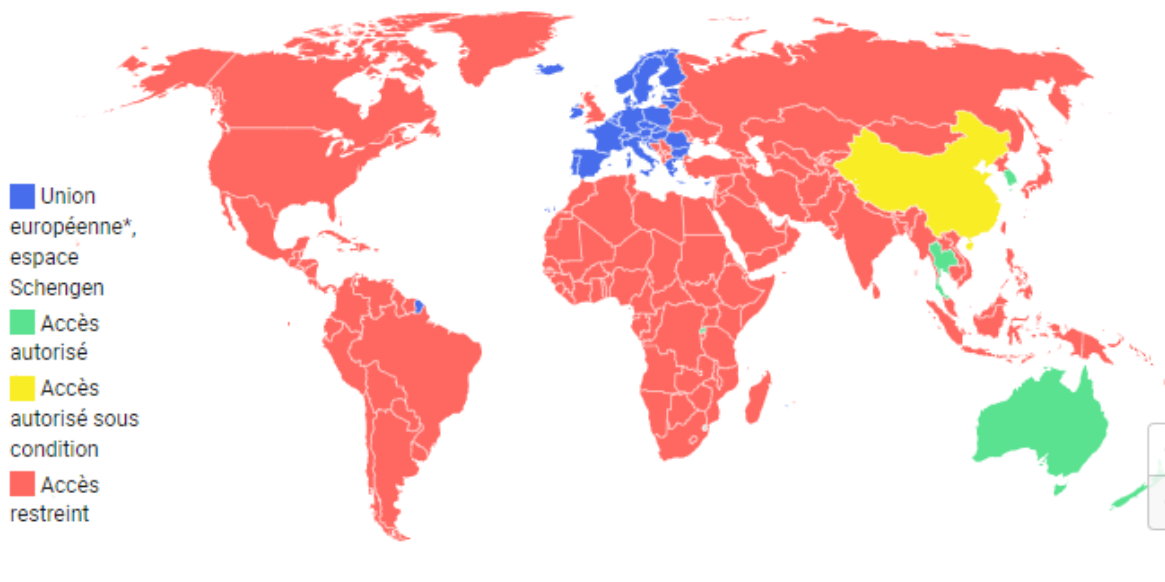 Union
européenne*,
espace
Schengen
Accès
autorisé
Accès
autorisé sous
condition
Accès
restreint